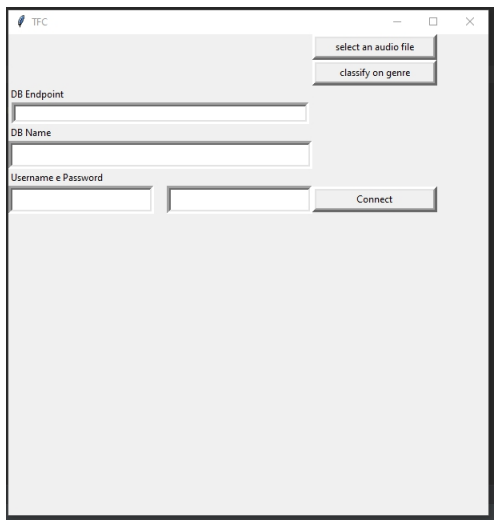 TFC
select an audio file
classify on genre
DB Endpoint
DB Name
Username e Password
Connect